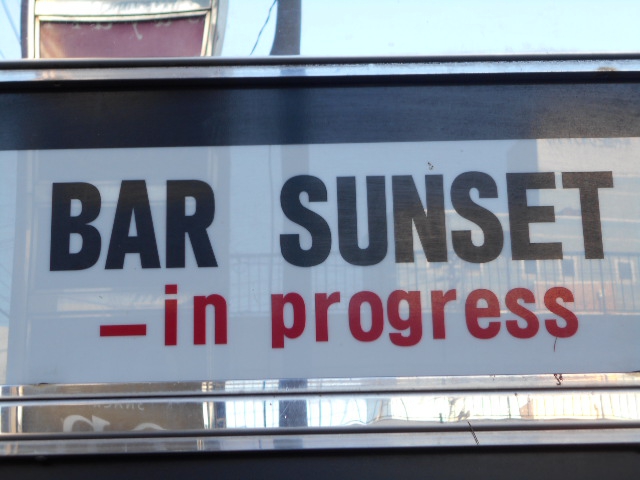 BAR SUNSET
–in progress